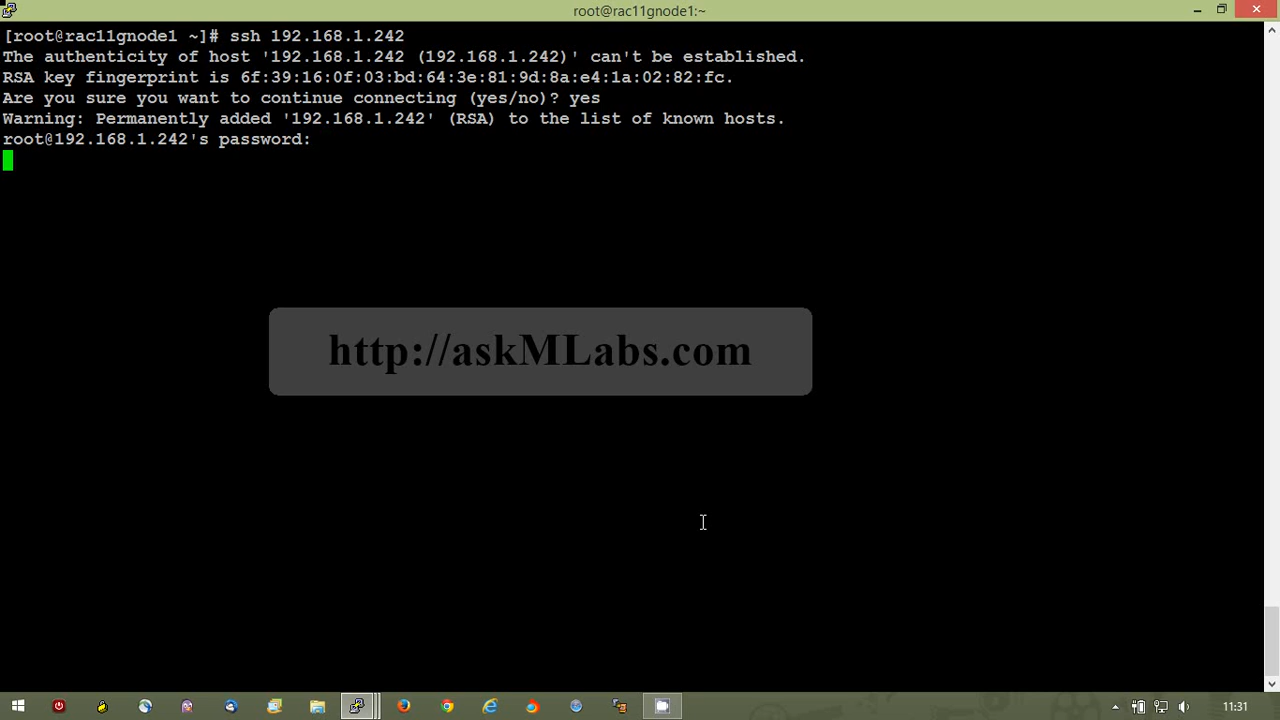 root@rac11gnode1:~
[root@rac11gnode1 ~]# ssh 192.168.1.242
The authenticity of host '192.168.1.242 (192.168.1.242)' can't be established.
RSA key fingerprint is 6f:39:16:0f:03:bd:64:3e:81:9d:8a:e4:1a:02:82:fc.
Are you sure you want to continue connecting (yes/no)? yes
Warning: Permanently added '192.168.1.242' (RSA) to the list of known hosts.
root@192.168.1.242's password:
http://askMLabs.com
11:31